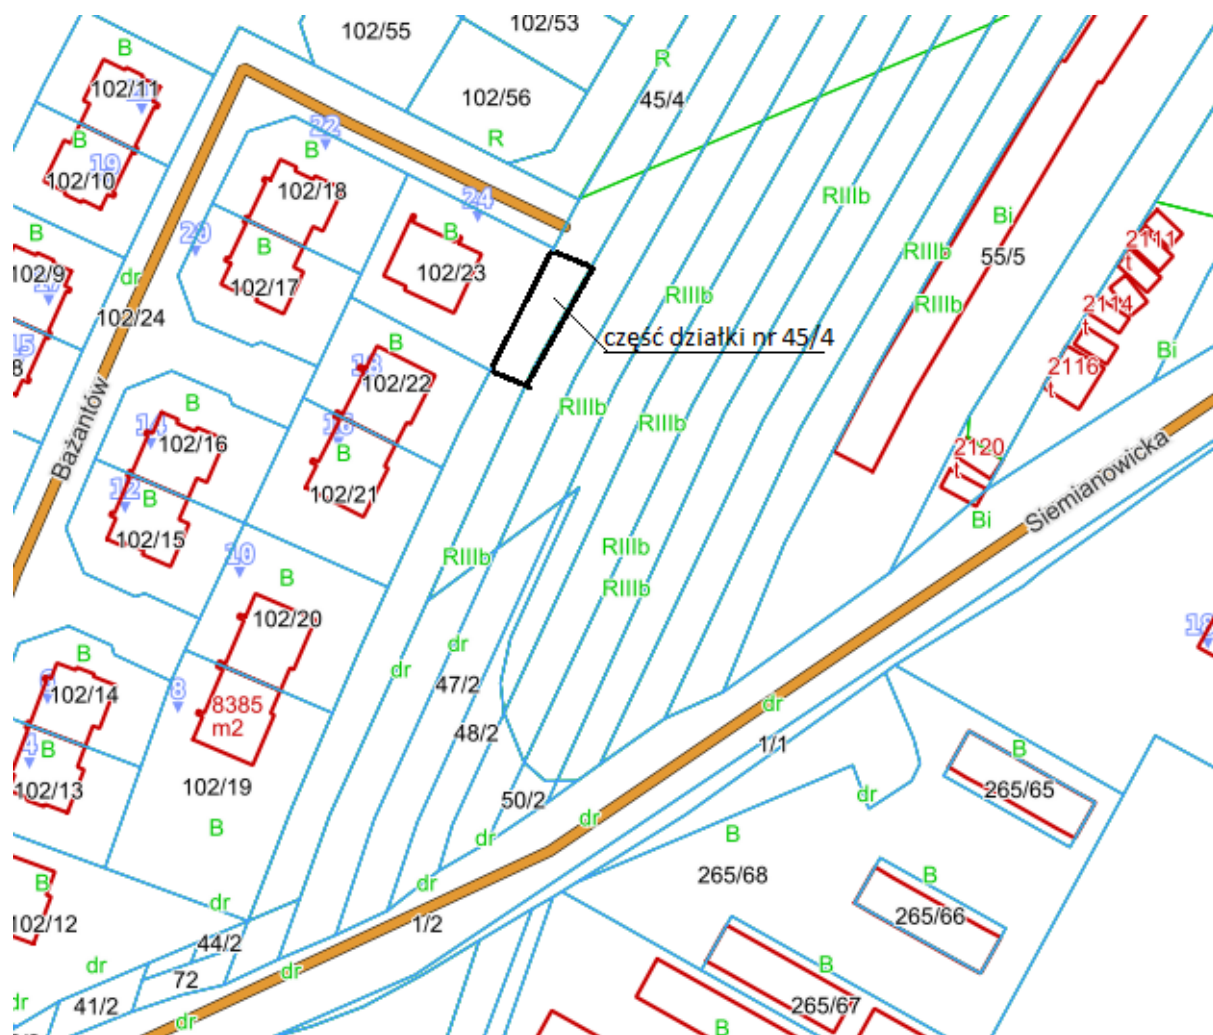 102/55
102/53
B
102/11
R
45/4
102/56
22
R
B
B
19
102/10
102/18
24
RIIIb
B
B
20
B
Bi
2111
t
102/9
dr
102/23
102/17
RIIIb
55/5
17
RIIIb
RIIIb
2114
t
102/24
część działki nr 45/4
15
8
B
18
102/22
Bi
2116
t
B
14
RIIIb
102/16
16
RIIIb
Bażantów
B
2120
t
12
B
102/21
Siemianowicka
102/15
Bi
10
RIIIb
RIIIb
B
RIIIb
102/20
dr
B
dr
102/14
47/2
8
8385
m2
dr
4
B
48/2
1/1
B
102/13
102/19
50/2
265/65
dr
B
dr
dr
B
265/68
B
dr
B
dr
265/66
102/12
1/2
44/2
dr
dr
72
B
dr
41/2
265/67
dr
B